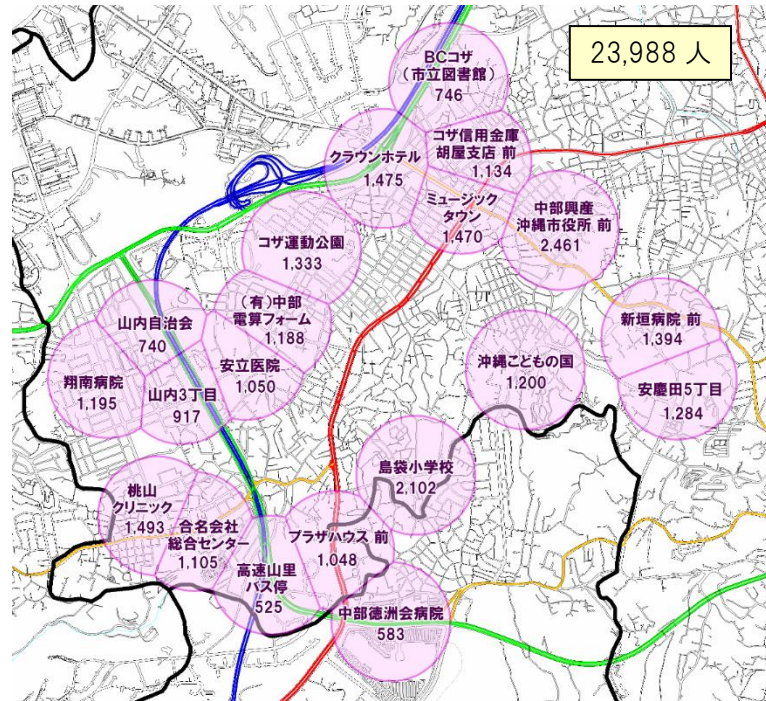 23,988 人
BCコザ
（市立図書館）
746
コザ信用金庫
胡屋支店 前
1,134
クラウンホテル
1,475
ミュージック
タウン
1,470
中部興産
沖縄市役所 前
2,461
コザ運動公園
1,333
（有）中部
電算フォーム
1,188
山内自治会
740
新垣病院 前
1,394
安立医院
1,050
沖縄こどもの国
1,200
翔南病院
1,195
山内3丁目
917
安慶田5丁目
1,284
島袋小学校
2,102
桃山
クリニック
1,493
合名会社
総合センター
1,105
プラザハウス 前
1,048
高速山里
バス停
525
中部徳洲会病院
583